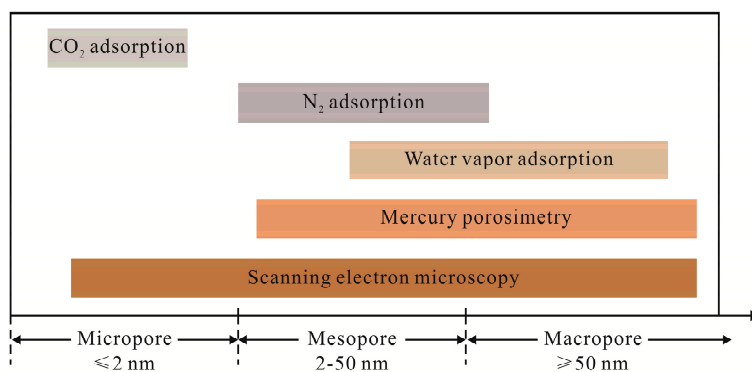 CO₂ adsorption
N₂ adsorption
Water vapor adsorption
Mercury porosimetry
Scanning electron microscopy
Micropore Mesopore Macropore
⩽2 nm 2-50 nm ⩾50 nm